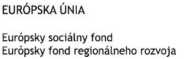 EURÓPSKA ÚNIA
Európsky sociálny fond
Európsky fond regionálneho rozvoja